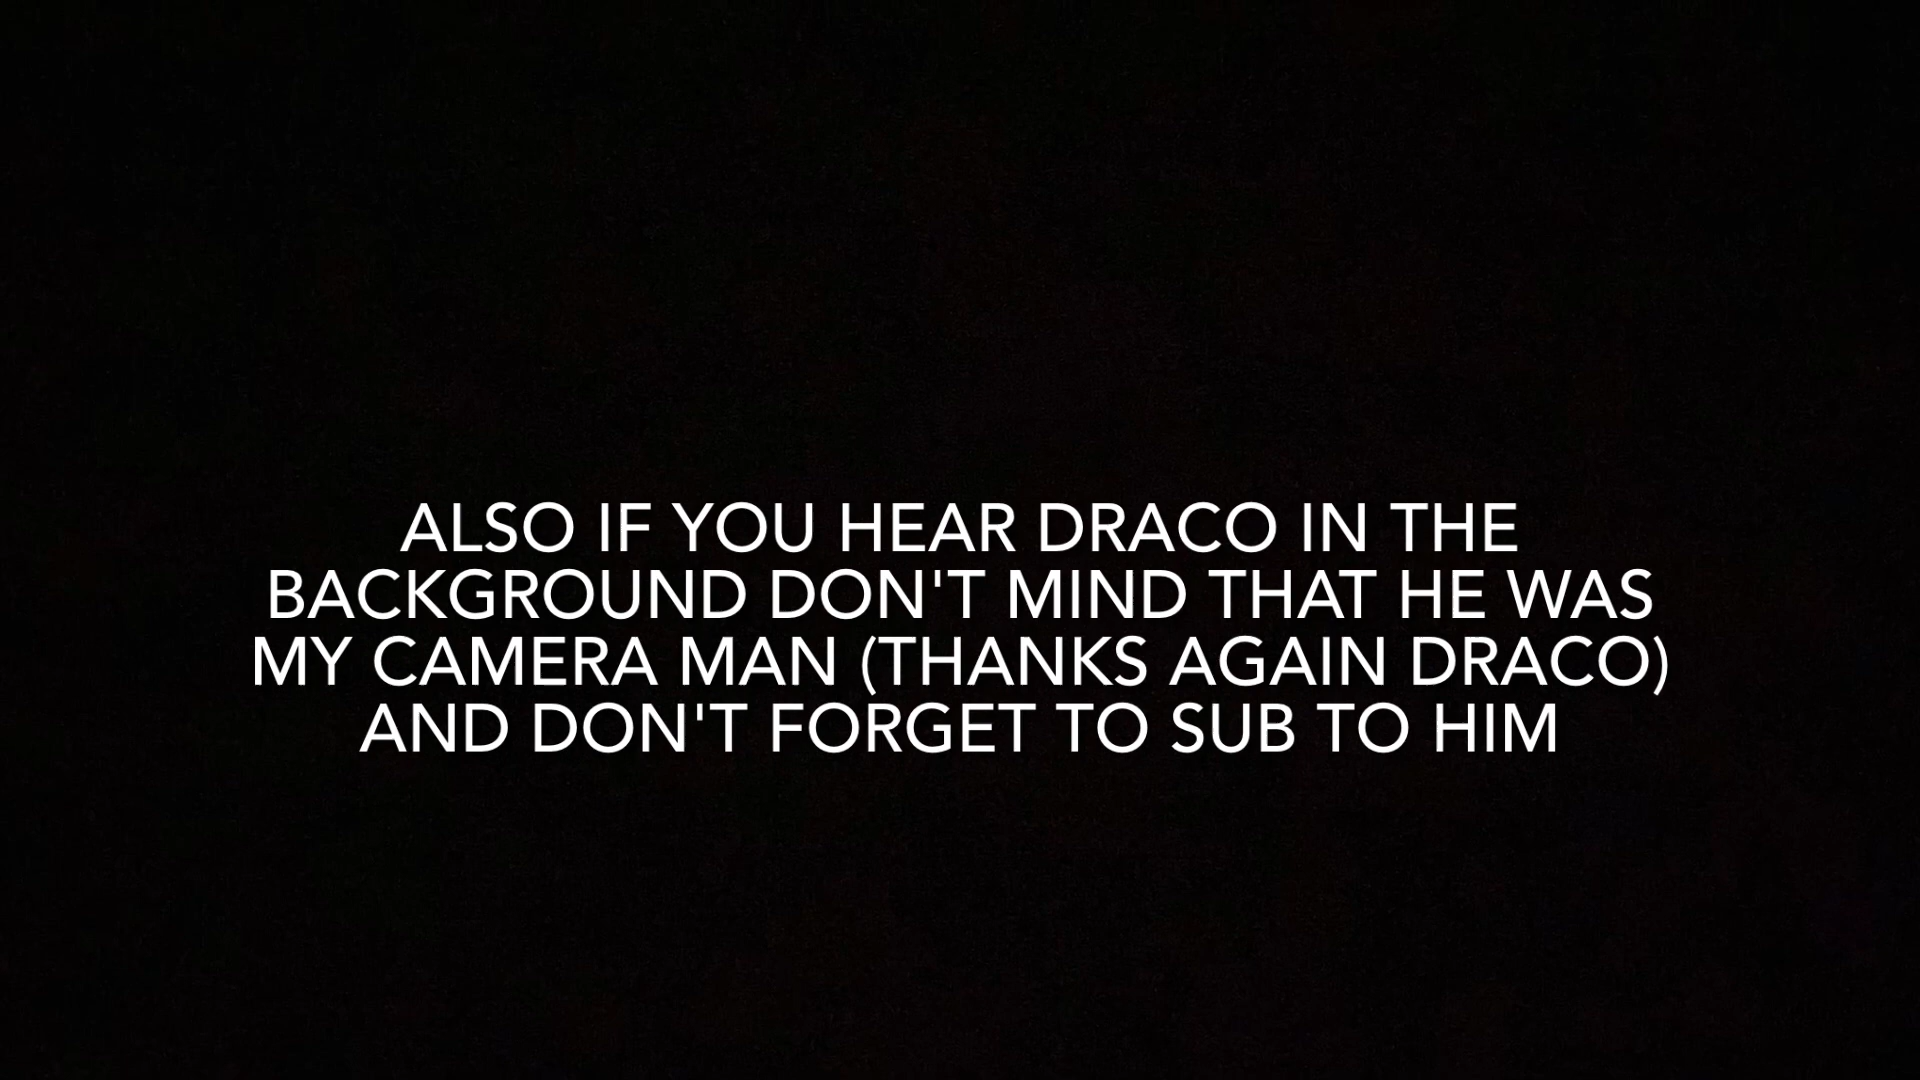 ALSO IF YOU HEAR DRACO IN THE
BACKGROUND DON'T MIND THAT HE WAS
MY CAMERA MAN (THANKS AGAIN DRACO)
AND DON'T FORGET TO SUB TO HIM